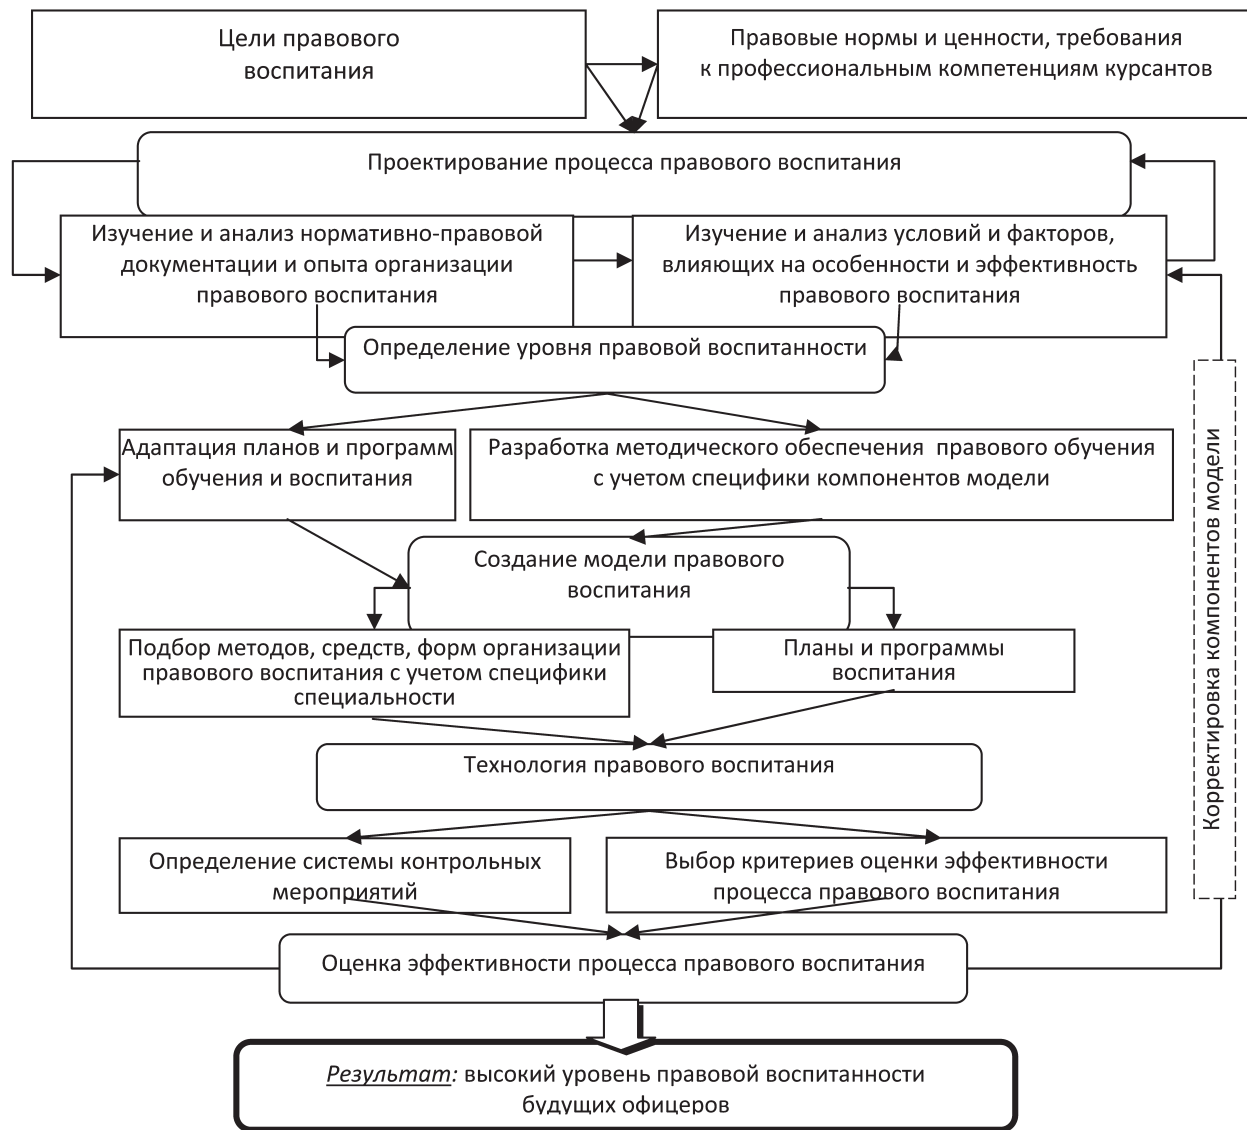 Цели правового
воспитания
Правовые нормы и ценности, требования
к профессиональным компетенциям курсантов
Проектирование процесса правового воспитания
Изучение и анализ нормативно-правовой
документации и опыта организации
правового воспитания
Изучение и анализ условий и факторов,
влияющих на особенности и эффективность
правового воспитания
Определение уровня правовой воспитанности
Адаптация планов и программ
обучения и воспитания
Разработка методического обеспечения правового обучения
с учетом специфики компонентов модели
Создание модели правового
воспитания
Подбор методов, средств, форм организации
правового воспитания с учетом специфики
специальности
Планы и программы
воспитания
Технология правового воспитания
Определение системы контрольных
мероприятий
Выбор критериев оценки эффективности
процесса правового воспитания
Оценка эффективности процесса правового воспитания
Корректировка компонентов модели
Результат: высокий уровень правовой воспитанности
будущих офицеров